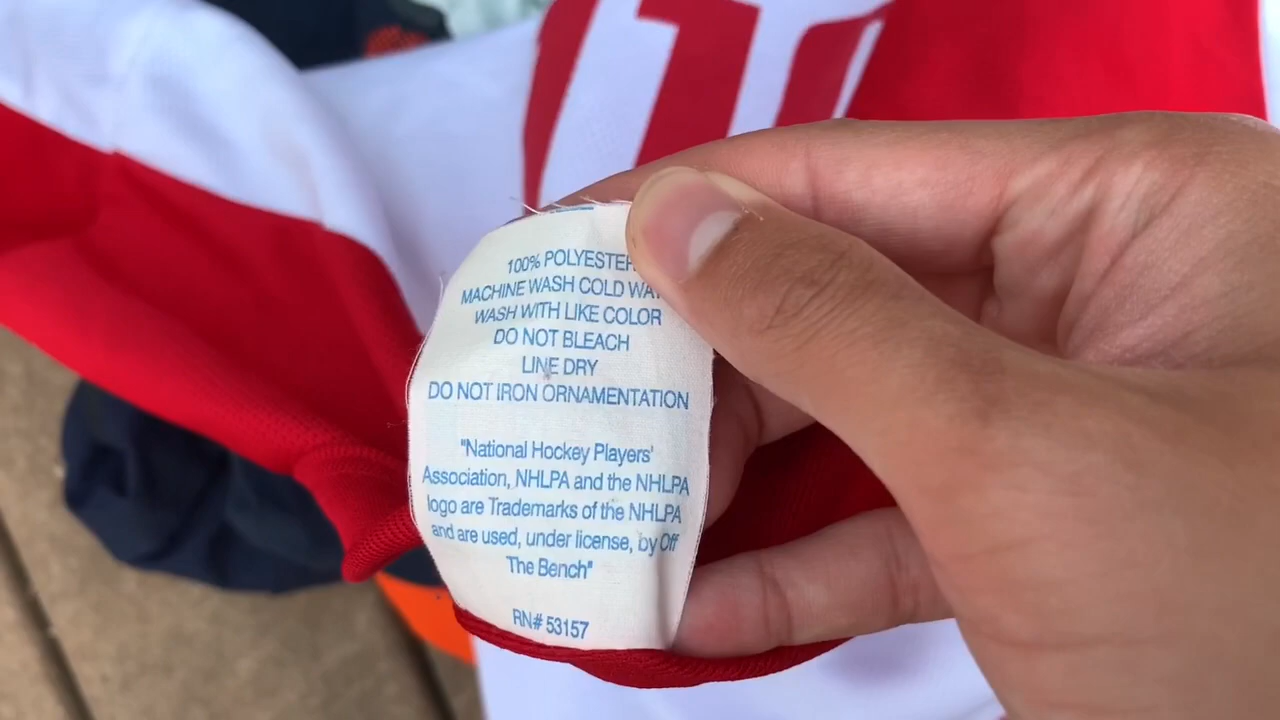 100% POLYESTER
MACHINE WASH COLD
WASH WITH LIKE COLOR
DO NOT BLEACH
LINE DRY
DO NOT IRON ORNAMENTATION
"National Hockey Players'
Association, NHLPA and the NHLPA
logo are Trademarks of the NHLPA
and are used, under license, by Off
The Bench"
RN# 53157